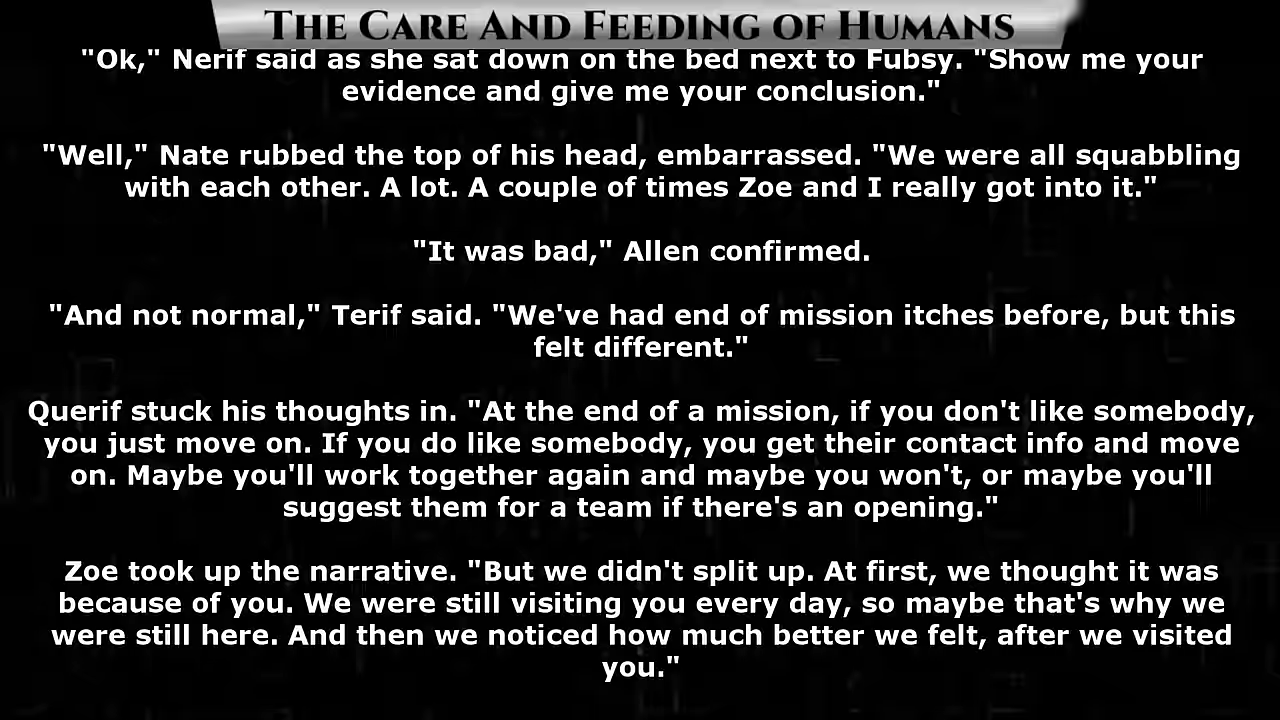 The Care And Feeding of Humans
"Ok," Nerif said as she sat down on the bed next to Fubsy. "Show me your
evidence and give me your conclusion."
"Well," Nate rubbed the top of his head, embarrassed. "We were all squabbling
with each other. A lot. A couple of times Zoe and I really got into it."
"It was bad," Allen confirmed.
"And not normal," Terif said. "We've had end of mission itches before, but this
felt different."
Querif stuck his thoughts in. "At the end of a mission, if you don't like somebody,
you just move on. If you do like somebody, you get their contact info and move
on. Maybe you'll work together again and maybe you won't, or maybe you'll
suggest them for a team if there's an opening."
Zoe took up the narrative. "But we didn't split up. At first, we thought it was
because of you. We were still visiting you every day, so maybe that's why we
were still here. And then we noticed how much better we felt, after we visited
you."